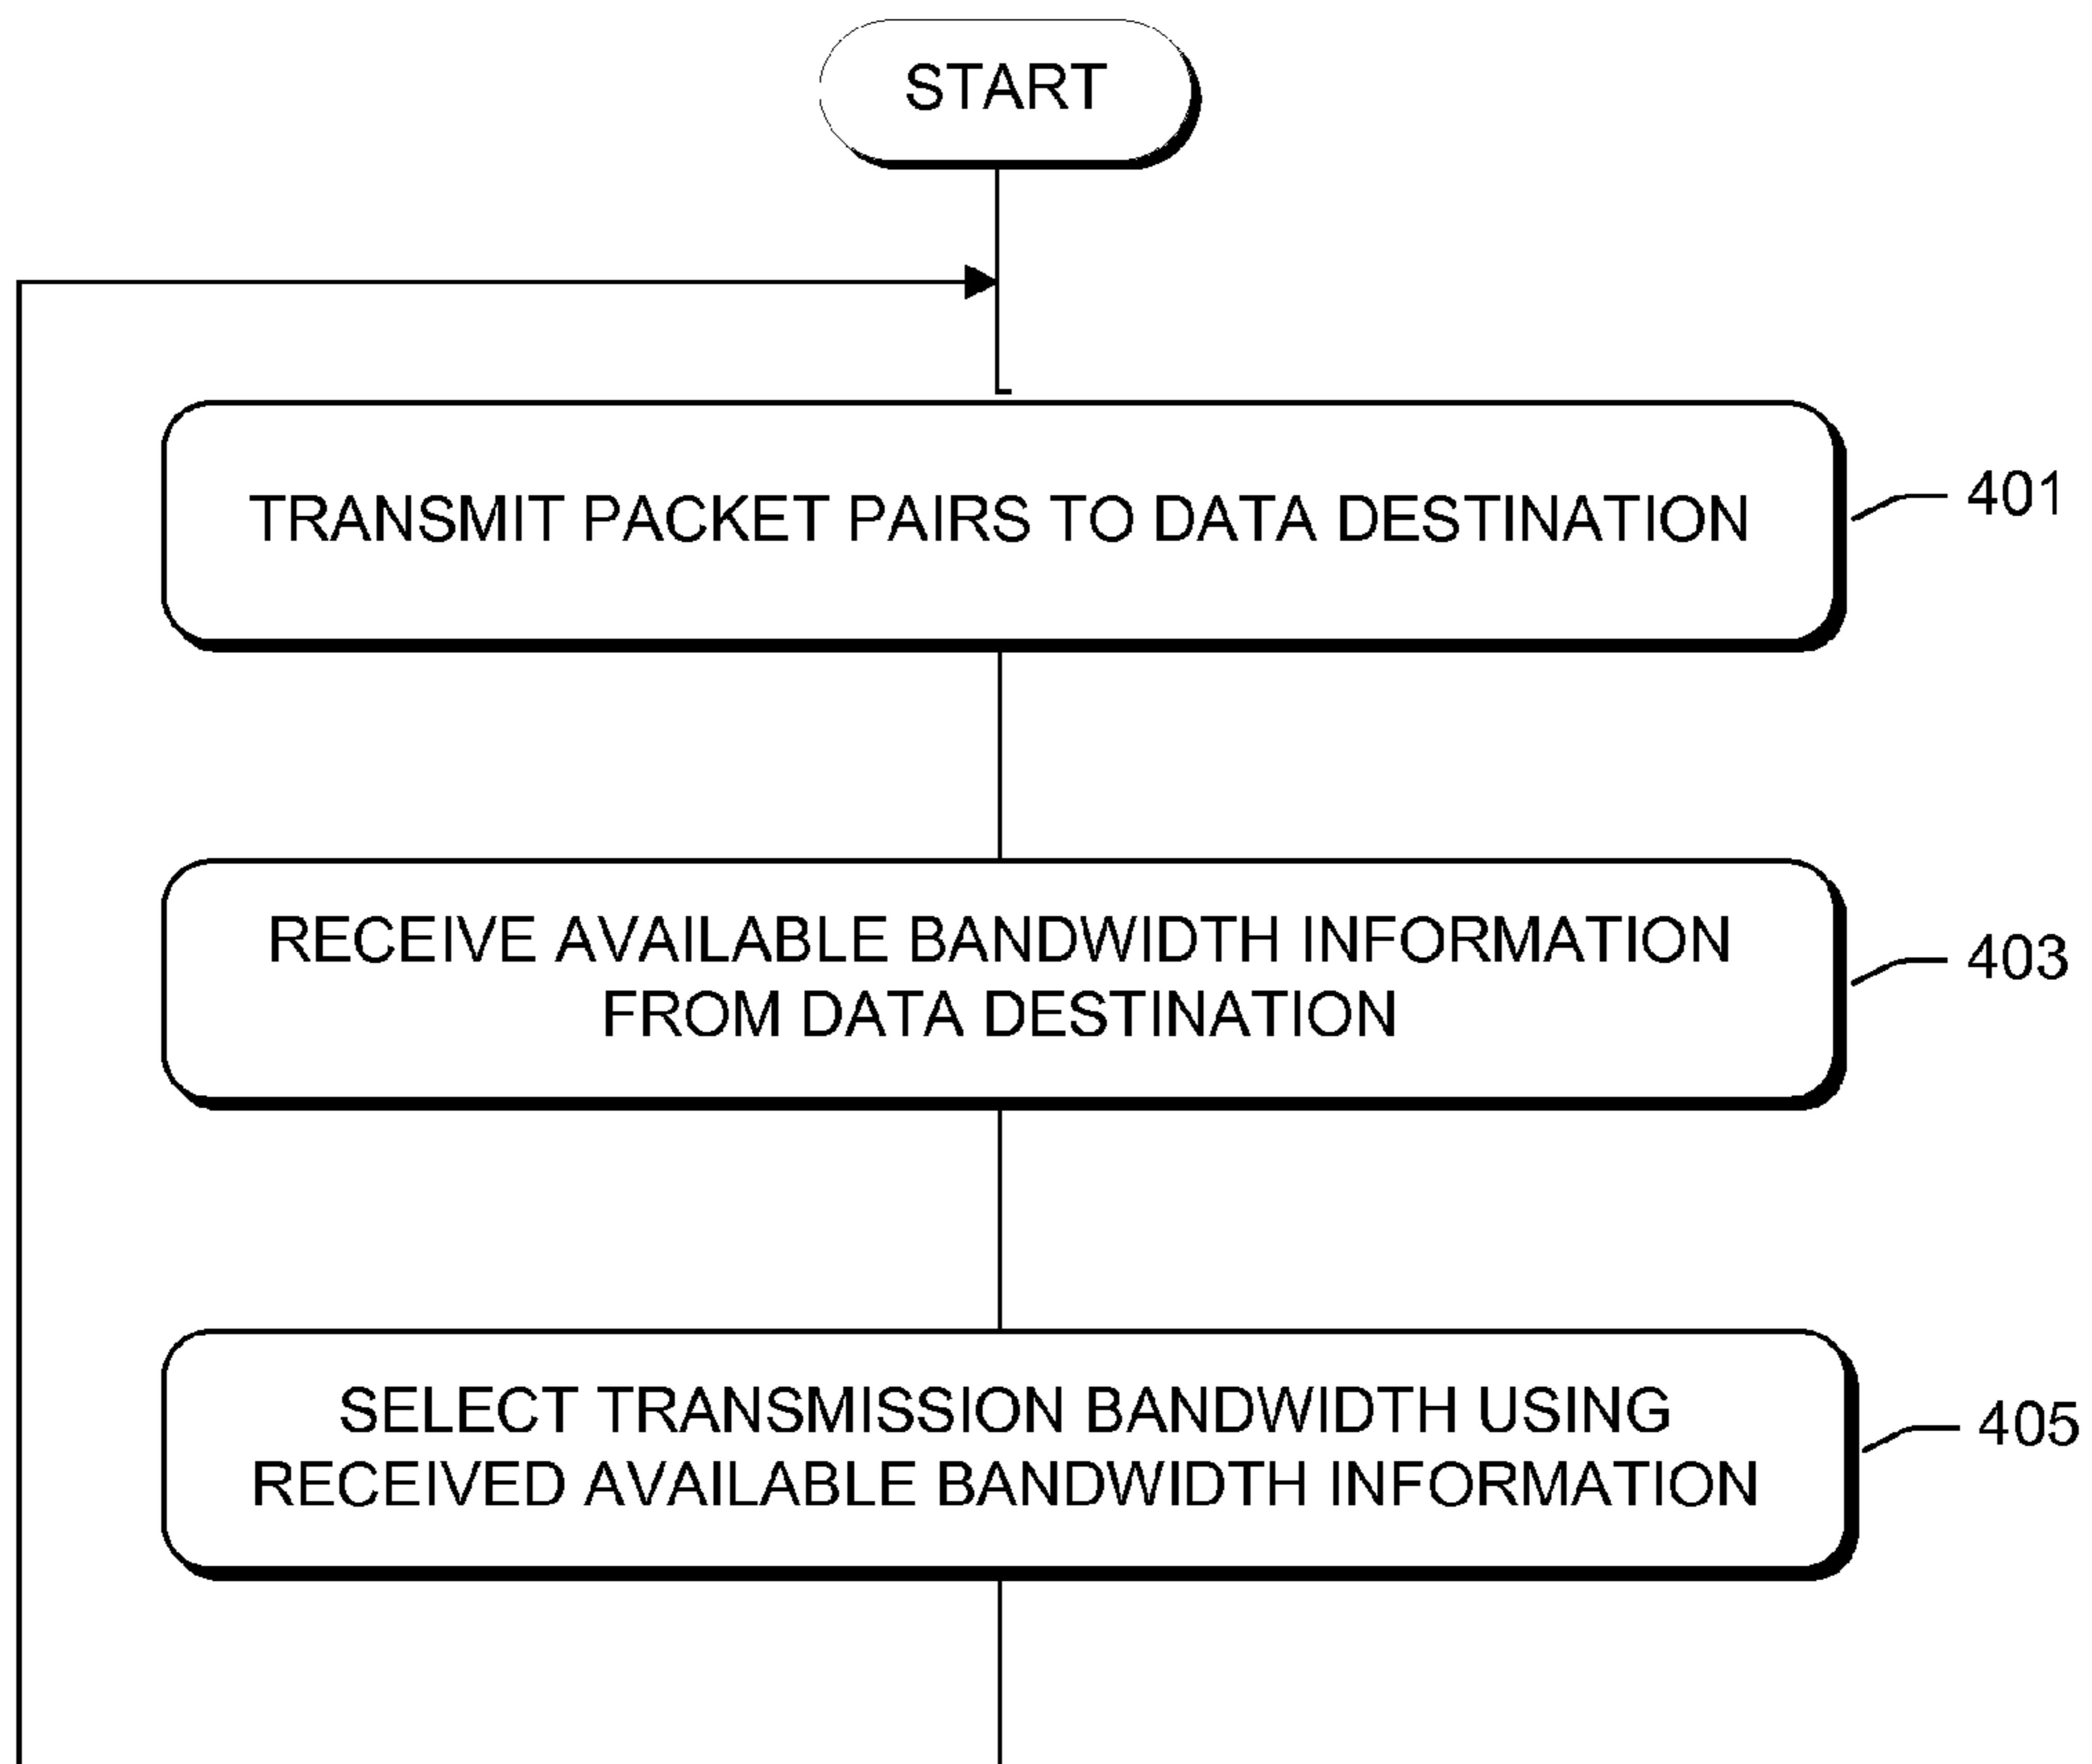 START
TRANSMIT PACKET PAIRS TO DATA DESTINATION
401
RECEIVE AVAILABLE BANDWIDTH INFORMATION
FROM DATA DESTINATION
403
SELECT TRANSMISSION BANDWIDTH USING
RECEIVED AVAILABLE BANDWIDTH INFORMATION
405